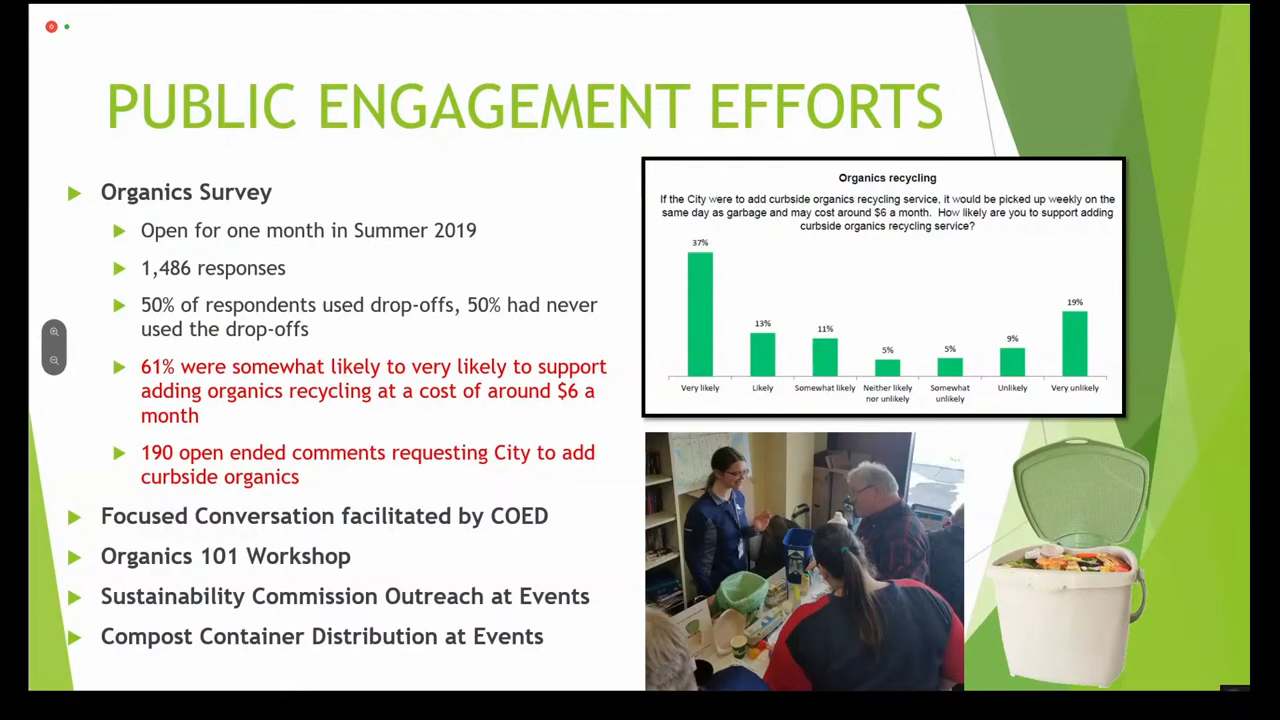 PUBLIC ENGAGEMENT EFFORTS
Organics Survey
Open for one month in Summer 2019
1,486 responses
50% of respondents used drop-offs, 50% had never
used the drop-offs
61% were somewhat likely to very likely to support
adding organics recycling at a cost of around $6 a
month
190 open ended comments requesting City to add
curbside organics
Focused Conversation facilitated by COED
Organics 101 Workshop
Sustainability Commission Outreach at Events
Compost Container Distribution at Events
Organics recycling
If the City were to add curbside organics recycling service, it would be picked up weekly on the
same day as garbage and may cost around $6 a month. How likely are you to support adding
curbside organics recycling service?
37%
13%
11%
5%
5%
9%
19%
Very likely
Likely
Somewhat likely
Neither likely
nor unlikely
Somewhat
unlikely
Unlikely
Very unlikely